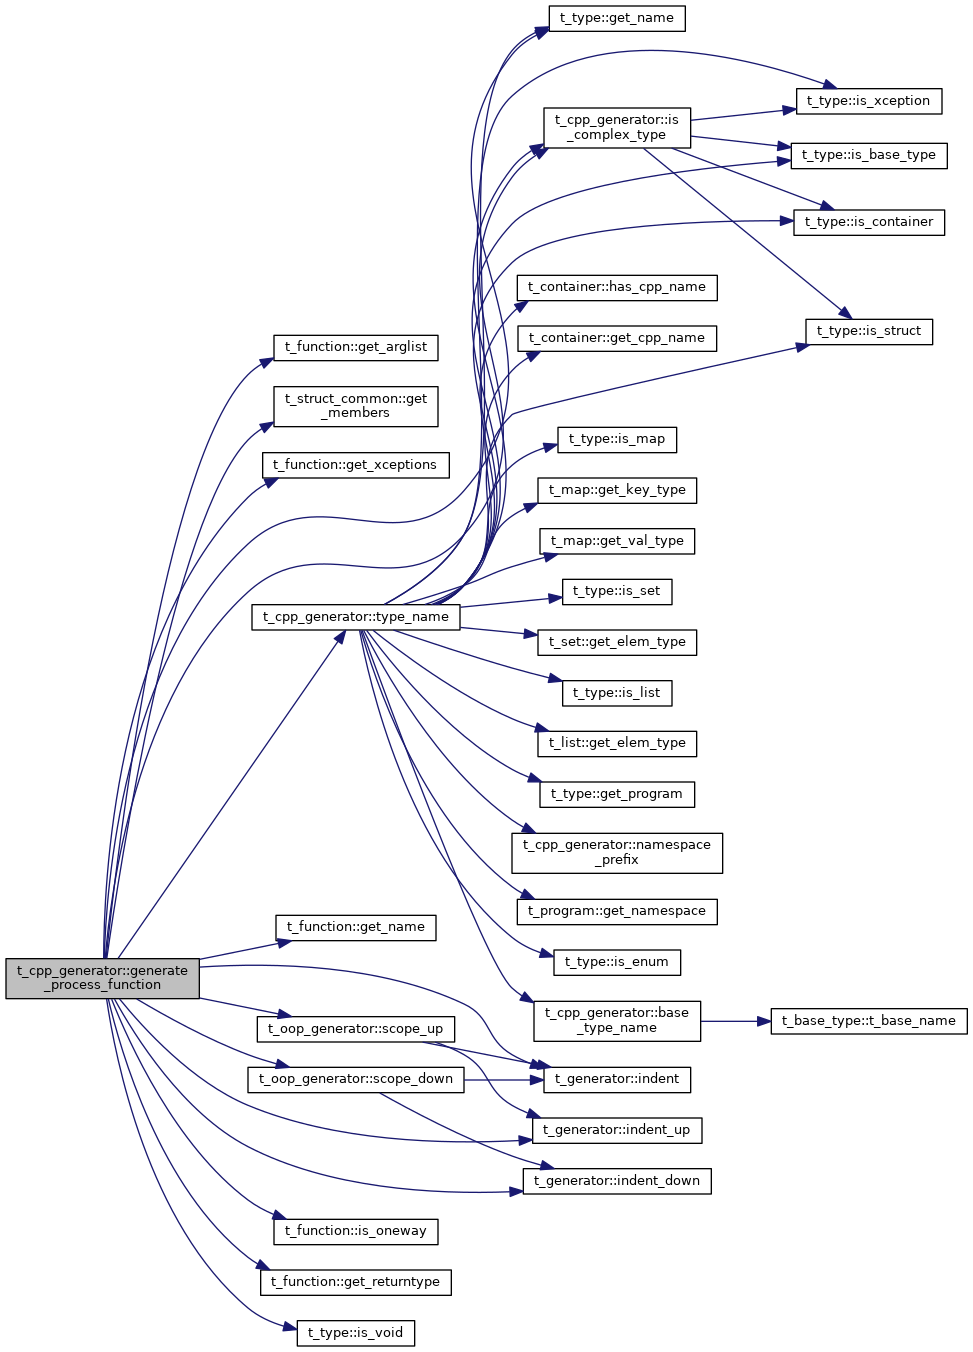 t_type::get_name
t_type::is_xception
t_cpp_generator::is
_complex_type
t_type::is_base_type
t_type::is_container
t_container::has_cpp_name
t_type::is_struct
t_container::get_cpp_name
t_function::get_arglist
t_struct_common::get
_members
t_type::is_map
t_function::get_xceptions
t_map::get_key_type
t_map::get_val_type
t_type::is_set
t_cpp_generator::type_name
t_set::get_elem_type
t_type::is_list
t_list::get_elem_type
t_type::get_program
t_cpp_generator::namespace
_prefix
t_program::get_namespace
t_function::get_name
t_type::is_enum
t_cpp_generator::generate
_process_function
t_cpp_generator::base
_type_name
t_base_type::t_base_name
t_oop_generator::scope_up
t_oop_generator::scope_down
t_generator::indent
t_generator::indent_up
t_generator::indent_down
t_function::is_oneway
t_function::get_returntype
t_type::is_void